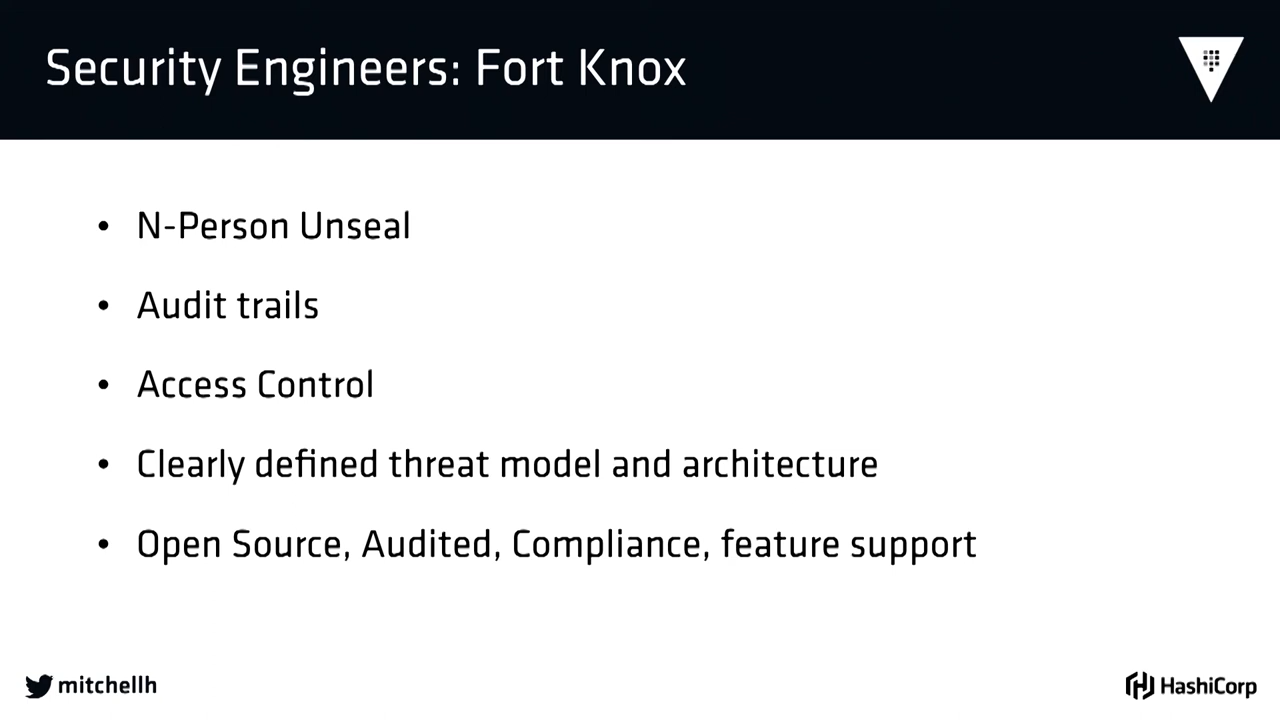 Security Engineers: Fort Knox
• N-Person Unseal
• Audit trails
• Access Control
• Clearly defined threat model and architecture
• Open Source, Audited, Compliance, feature support
mitchellh
HashiCorp